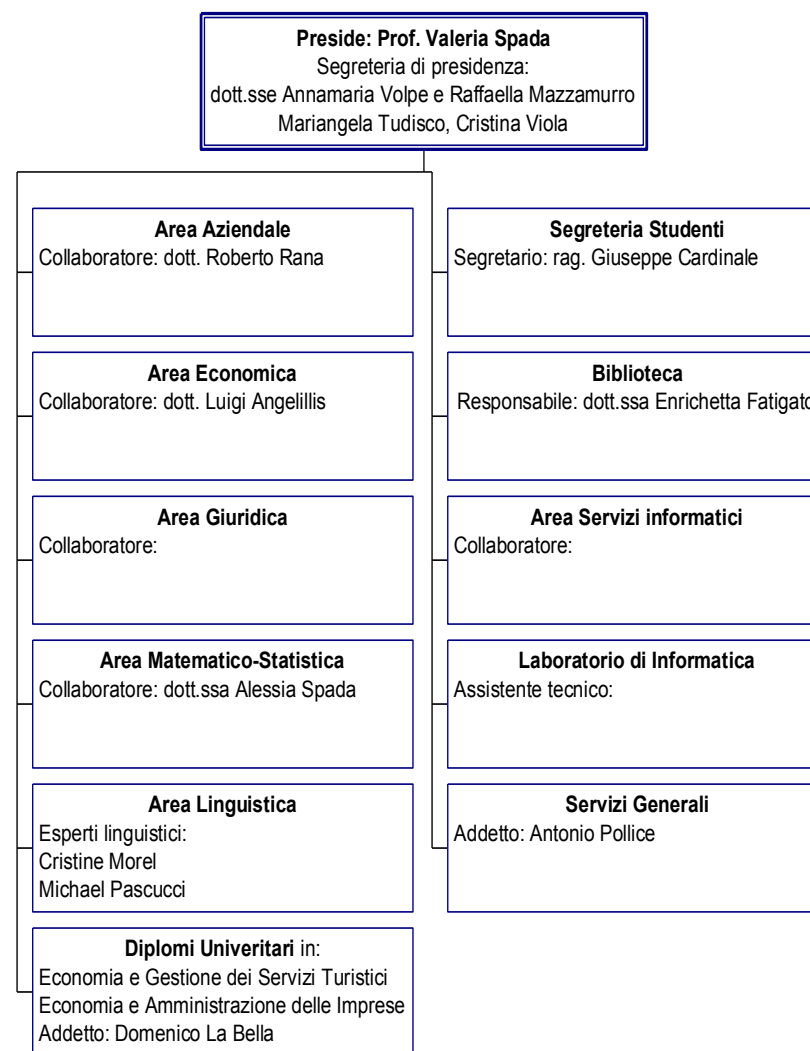 Preside: Prof. Valeria Spada
Segreteria di presidenza:
dott.sse Annamaria Volpe e Raffaella Mazzamurro
Mariangela Tudisco, Cristina Viola
Area Aziendale
Collaboratore: dott. Roberto Rana
Area Economica
Collaboratore: dott. Luigi Angelillis
Area Giuridica
Collaboratore:
Area Matematico-Statistica
Collaboratore: dott.ssa Alessia Spada
Area Linguistica
Esperti linguistici:
Cristine Morel
Michael Pascucci
Diplomi Univeritari in:
Economia e Gestione dei Servizi Turistici
Economia e Amministrazione delle Imprese
Addetto: Domenico La Bella
Segreteria Studenti
Segretario: rag. Giuseppe Cardinale
Biblioteca
Responsabile: dott.ssa Enrichetta Fatigato
Area Servizi informatici
Collaboratore:
Laboratorio di Informatica
Assistente tecnico:
Servizi Generali
Addetto: Antonio Pollice